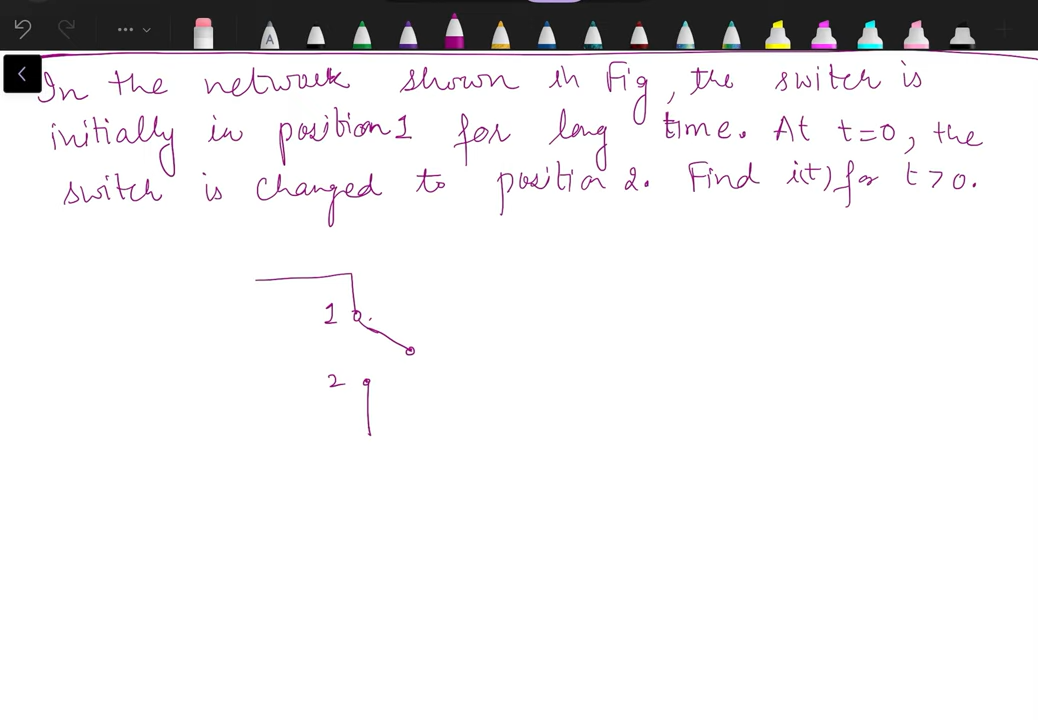 In the network shown in Fig, the switch is
initially in position 1 for long time. At t=0, the
switch is changed to position 2. Find i(t) for t>0.
1
2